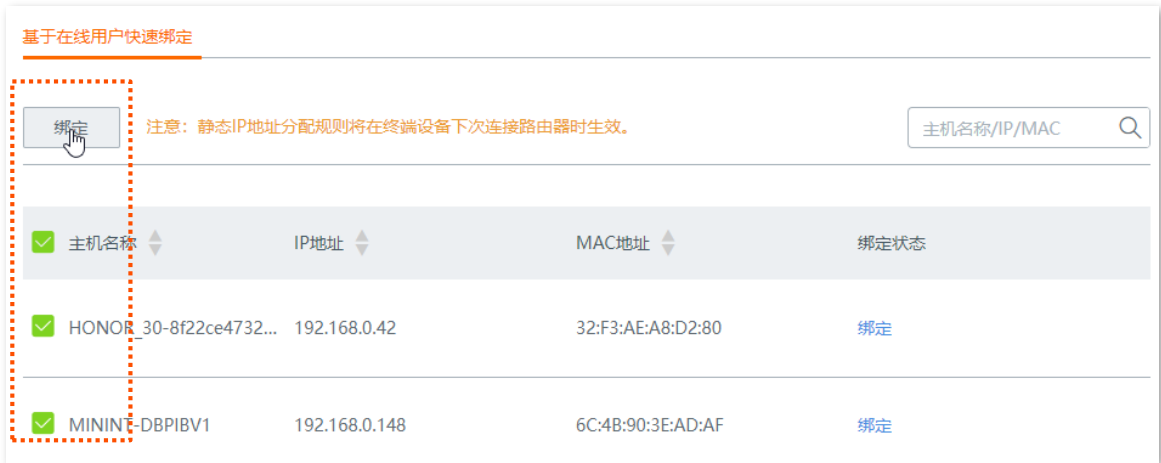 基于在线用户快速绑定
绑定 注意：静态IP地址分配规则将在终端设备下次连接路由器时生效。 主机名称/IP/MAC
主机名称 IP地址 MAC地址 绑定状态
HONOR_30-8f22ce4732... 192.168.0.42 32:F3:AE:A8:D2:80 绑定
MININT-DBPIBV1 192.168.0.148 6C:4B:90:3E:AD:AF 绑定